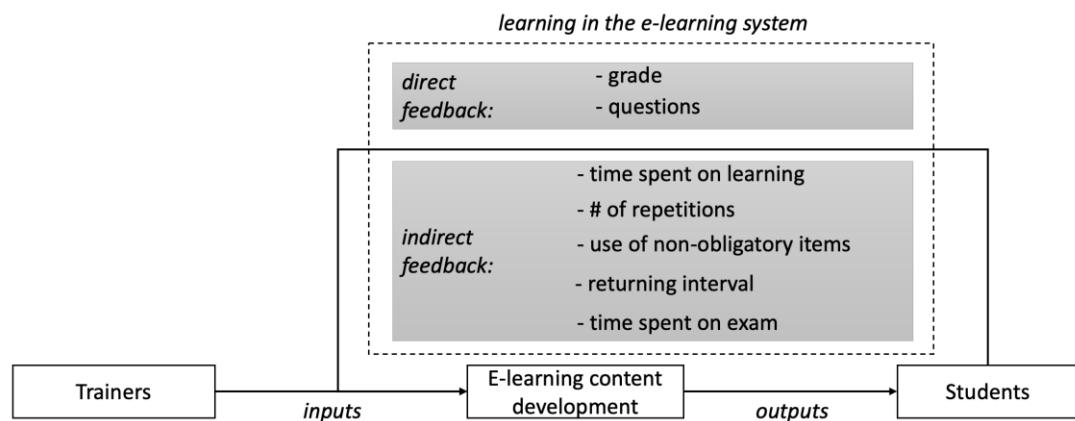 learning in the e-learning system
direct
feedback:
- grade
- questions
indirect
feedback:
- time spent on learning
- # of repetitions
- use of non-obligatory items
- returning interval
- time spent on exam
Trainers
inputs
E-learning content
development
outputs
Students